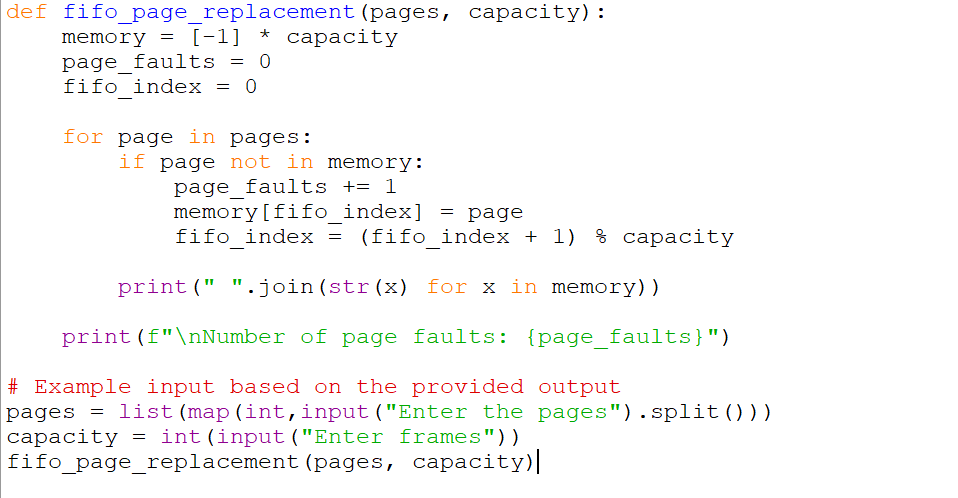 def fifo_page_replacement(pages, capacity):
    memory = [-1] * capacity
    page_faults = 0
    fifo_index = 0

    for page in pages:
        if page not in memory:
            page_faults += 1
            memory[fifo_index] = page
            fifo_index = (fifo_index + 1) % capacity

        print(" ".join(str(x) for x in memory))

    print(f"\nNumber of page faults: {page_faults}")

# Example input based on the provided output
pages = list(map(int,input("Enter the pages").split()))
capacity = int(input("Enter frames"))
fifo_page_replacement(pages, capacity)